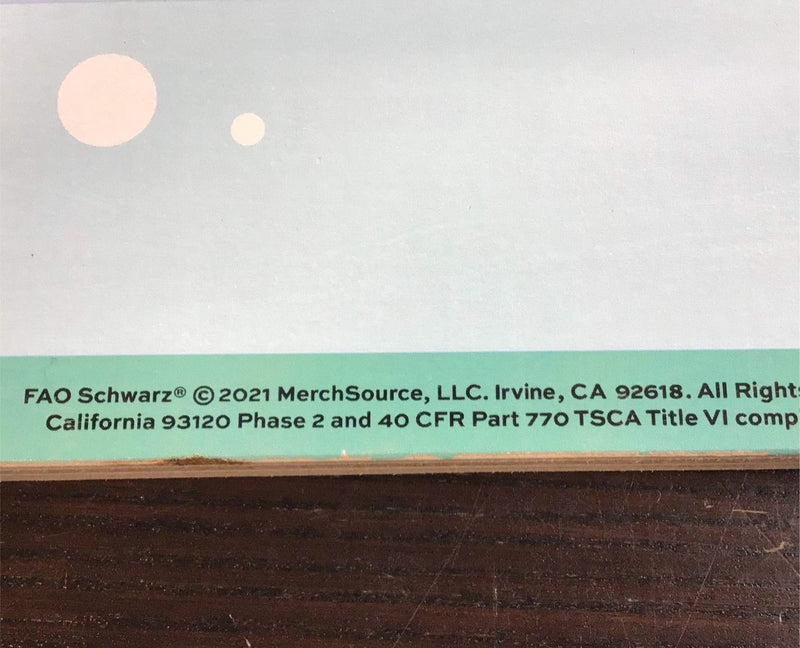 FAO Schwarz® © 2021 MerchSource, LLC. Irvine, CA 92618. All Rights
California 93120 Phase 2 and 40 CFR Part 770 TSCA Title VI comp